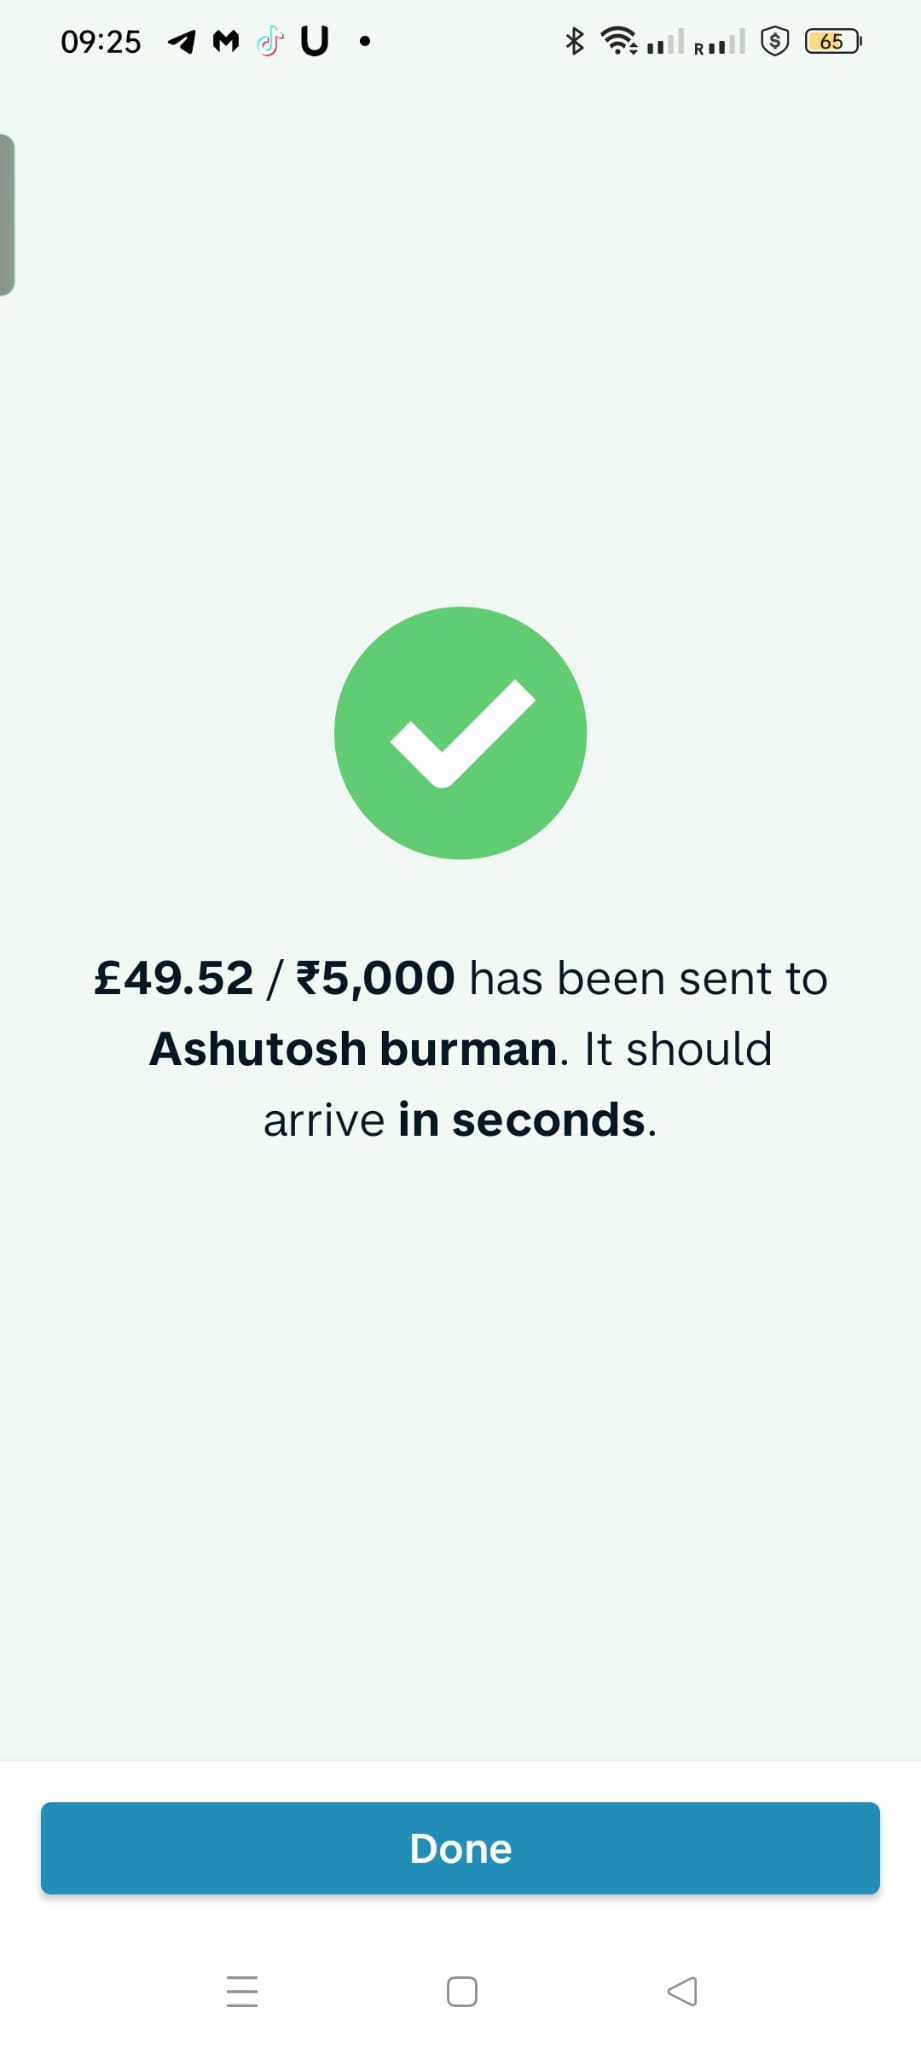 09:25
R
65
£49.52 / ₹5,000 has been sent to
Ashutosh burman. It should
arrive in seconds.
Done